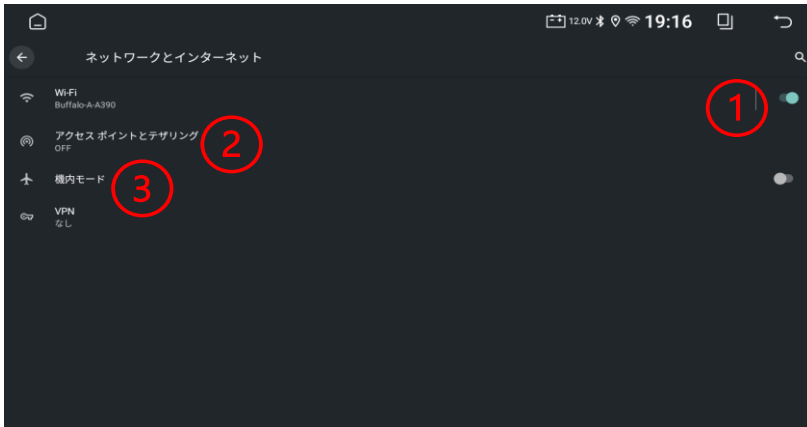 12.0V 19:16
ネットワークとインターネット
Wi-Fi
Buffalo-A-A390
1
アクセス ポイントとテザリング
OFF
2
機内モード
3
VPN
なし